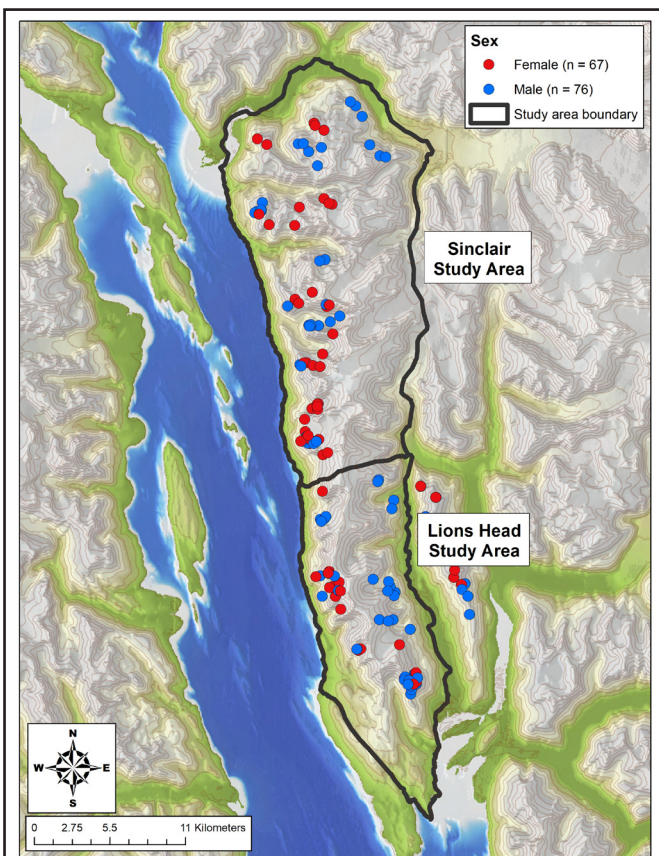 Sex
Female (n = 67)
Male (n = 76)
Study area boundary
Sinclair
Study Area
Lions Head
Study Area
N
W E
S
0 2.75 5.5 11 Kilometers